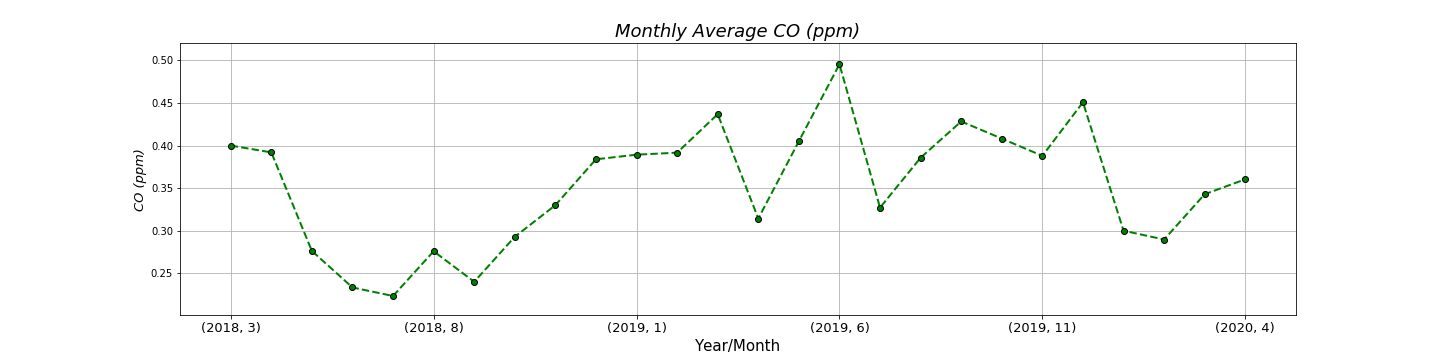 Monthly Average CO (ppm)
0.50
0.45
0.40
0.35
0.30
0.25
CO (ppm)
(2018, 3) (2018, 8) (2019, 1) (2019, 6) (2019, 11) (2020, 4)
Year/Month